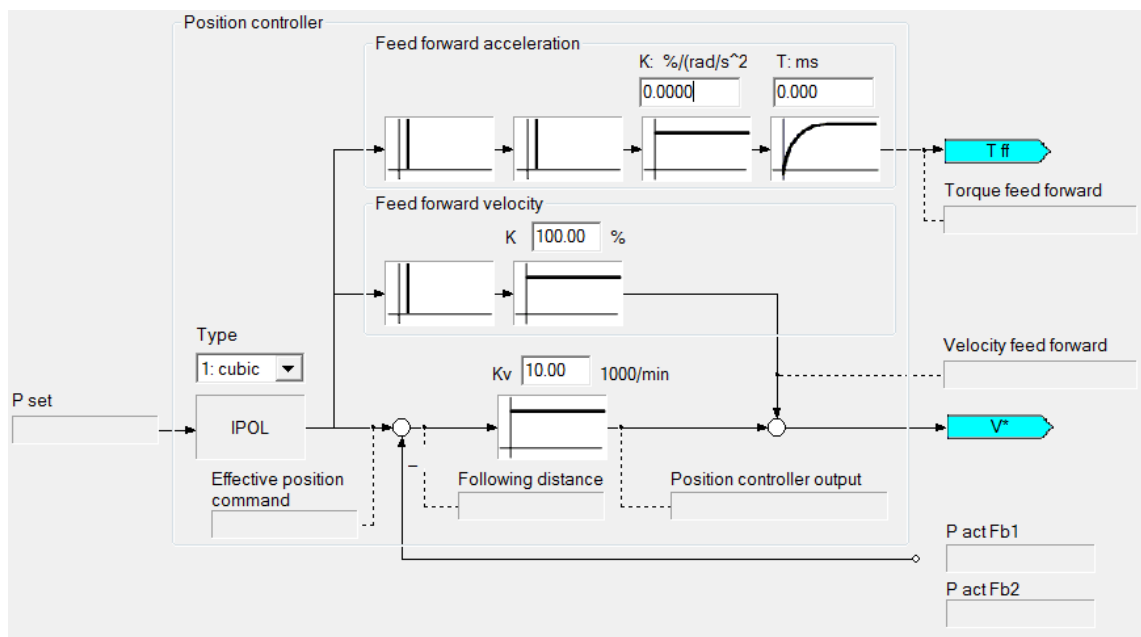 Position controller
Feed forward acceleration
K: %/(rad/s^2
T: ms
0.0000
0.000
T ff
Torque feed forward
Feed forward velocity
K 100.00 %
Type
1: cubic
Velocity feed forward
Kv 10.00 1000/min
P set
IPOL
V*
–
Effective position
command
Following distance
Position controller output
P act Fb1
P act Fb2